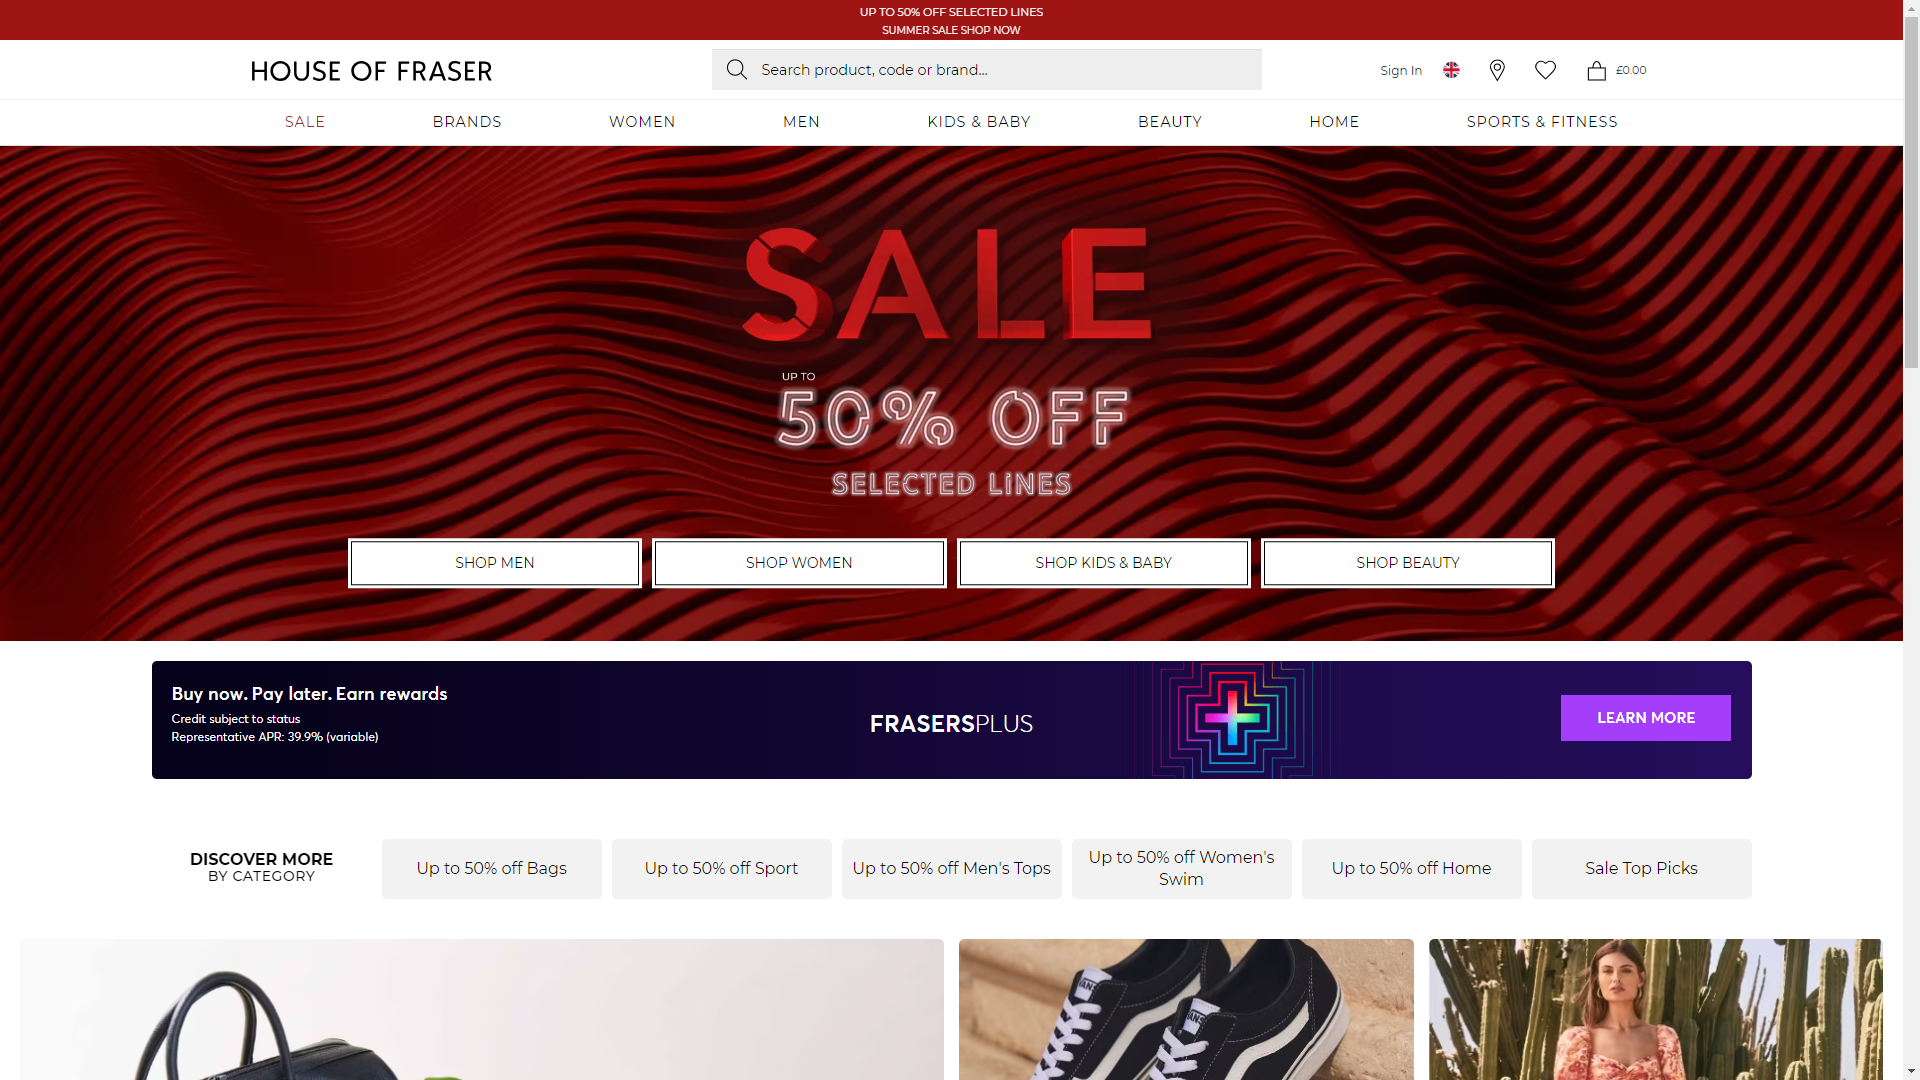 UP TO 50% OFF SELECTED LINES
SUMMER SALE SHOP NOW
HOUSE OF FRASER
Search product, code or brand...
Sign In
£0.00
SALE BRANDS WOMEN MEN KIDS & BABY BEAUTY HOME SPORTS & FITNESS
SALE
UP TO
50% OFF
SELECTED LINES
SHOP MEN SHOP WOMEN SHOP KIDS & BABY SHOP BEAUTY
Buy now. Pay later. Earn rewards
Credit subject to status
Representative APR: 39.9% (variable)
FRASERSPLUS
LEARN MORE
DISCOVER MORE
BY CATEGORY
Up to 50% off Bags
Up to 50% off Sport
Up to 50% off Men's Tops
Up to 50% off Women's
Swim
Up to 50% off Home
Sale Top Picks
VANS
VANS